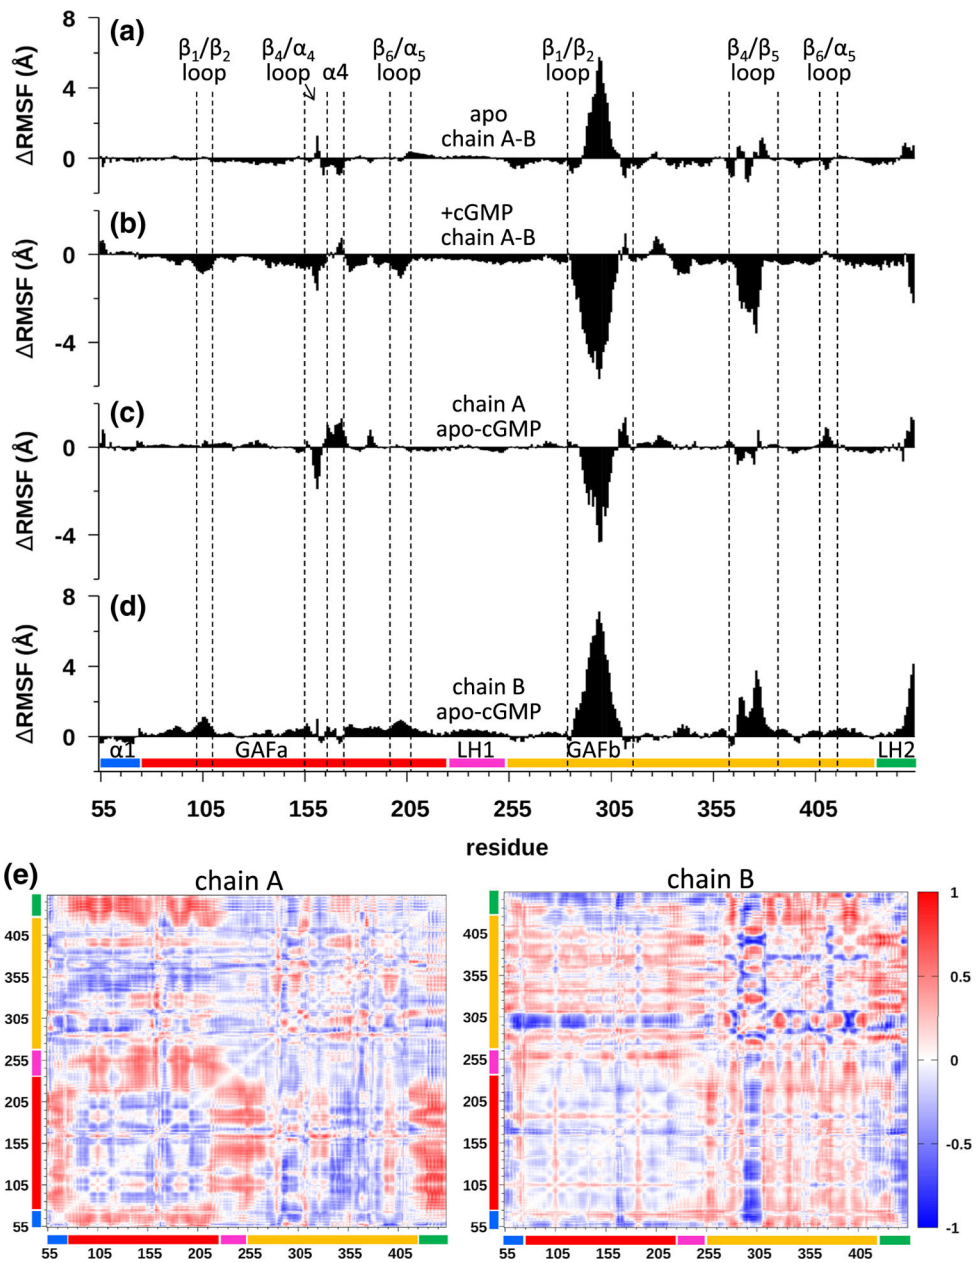 (a)
8
4
0
ΔRMSF (Å)
β1/β2 loop
β4/α4 loop
α4
β6/α5 loop
β1/β2 loop
β4/β5 loop
β6/α5 loop
apo
chain A-B
(b)
0
-4
ΔRMSF (Å)
+cGMP
chain A-B
(c)
0
-4
ΔRMSF (Å)
chain A
apo-cGMP
(d)
8
4
0
ΔRMSF (Å)
chain B
apo-cGMP
α1 GAFa LH1 GAFb LH2
55 105 155 205 255 305 355 405
residue
(e)
chain A
405
355
305
255
205
155
105
55
55 105 155 205 255 305 355 405
chain B
405
355
305
255
205
155
105
55
55 105 155 205 255 305 355 405
1
0.5
0
-0.5
-1